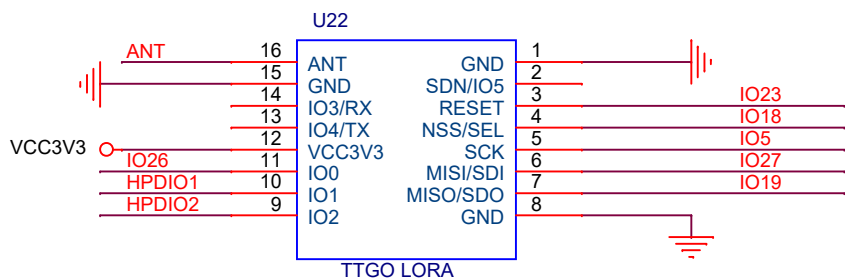 U22
ANT 16 ANT GND 1
15 GND SDN/IO5 2
14 IO3/RX RESET 3 IO23
13 IO4/TX NSS/SEL 4 IO18
VCC3V3 12 VCC3V3 SCK 5 IO5
IO26 11 IO0 MISI/SDI 6 IO27
HPDIO1 10 IO1 MISO/SDO 7 IO19
HPDIO2 9 IO2 GND 8
TTGO LORA